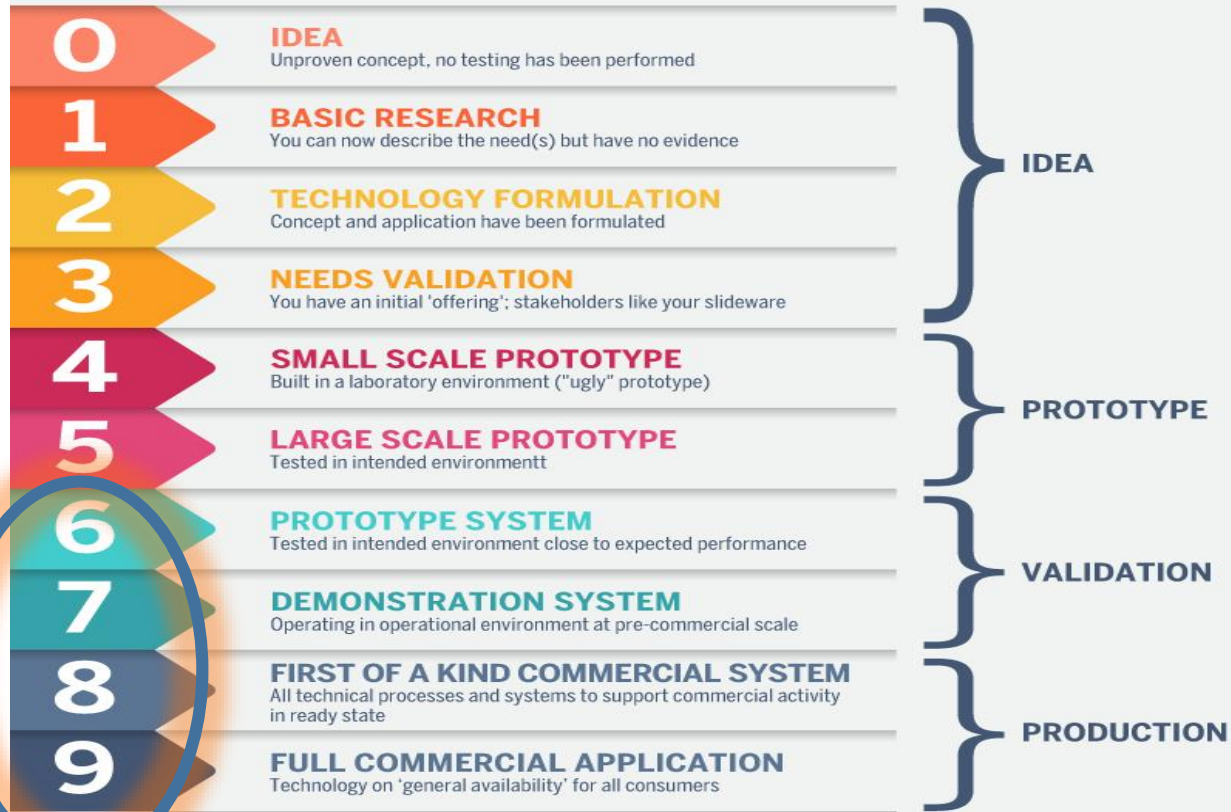 0
IDEA
Unproven concept, no testing has been performed
1
BASIC RESEARCH
You can now describe the need(s) but have no evidence
2
TECHNOLOGY FORMULATION
Concept and application have been formulated
3
NEEDS VALIDATION
You have an initial 'offering'; stakeholders like your slideware
IDEA
4
SMALL SCALE PROTOTYPE
Built in a laboratory environment ("ugly" prototype)
5
LARGE SCALE PROTOTYPE
Tested in intended environmentt
PROTOTYPE
6
PROTOTYPE SYSTEM
Tested in intended environment close to expected performance
7
DEMONSTRATION SYSTEM
Operating in operational environment at pre-commercial scale
VALIDATION
8
FIRST OF A KIND COMMERCIAL SYSTEM
All technical processes and systems to support commercial activity
in ready state
9
FULL COMMERCIAL APPLICATION
Technology on 'general availability' for all consumers
PRODUCTION